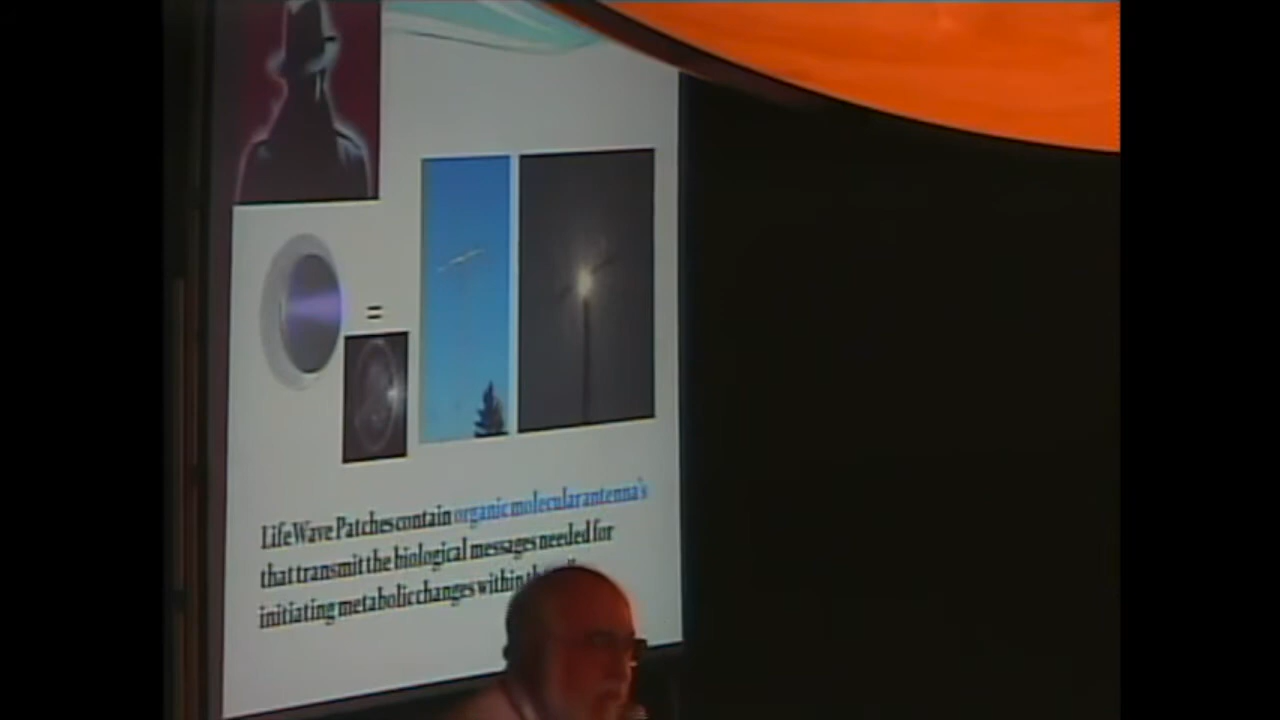 =
LifeWave Patches contain organic molecular antenna's
that transmit the biological messages needed for
initiating metabolic changes within